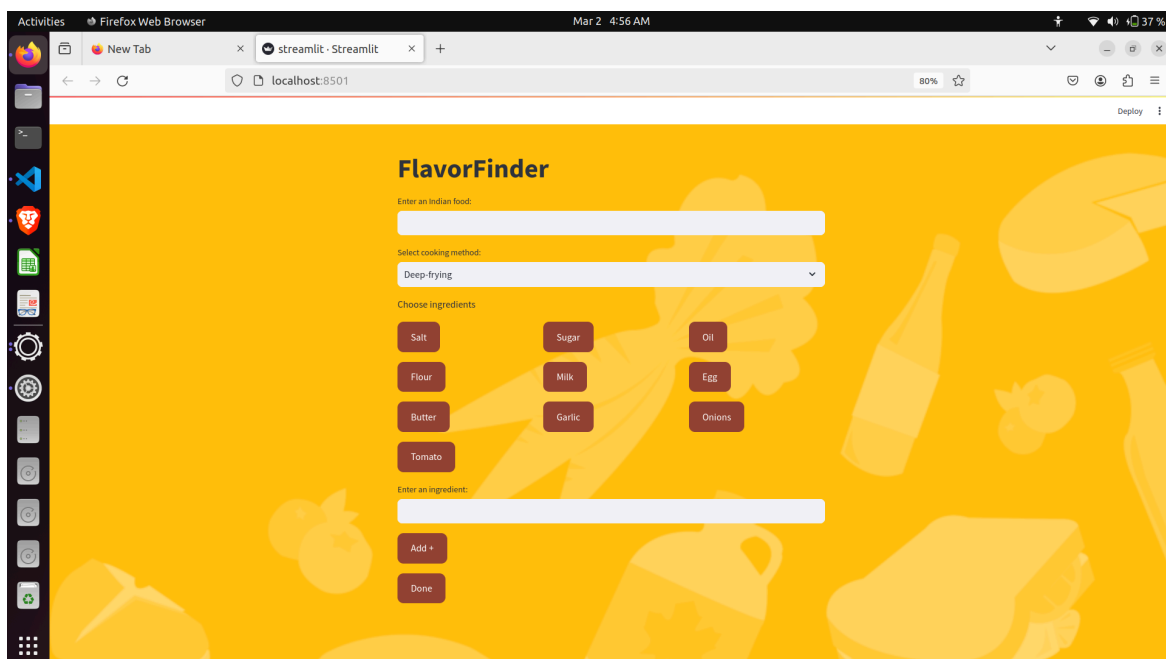 Activities Firefox Web Browser Mar 2 4:56 AM 37 %
New Tab × streamlit · Streamlit × +
localhost:8501 80%
Deploy
FlavorFinder
Enter an Indian food:
Select cooking method:
Deep-frying
Choose ingredients
Salt Sugar Oil
Flour Milk Egg
Butter Garlic Onions
Tomato
Enter an ingredient:
Add +
Done